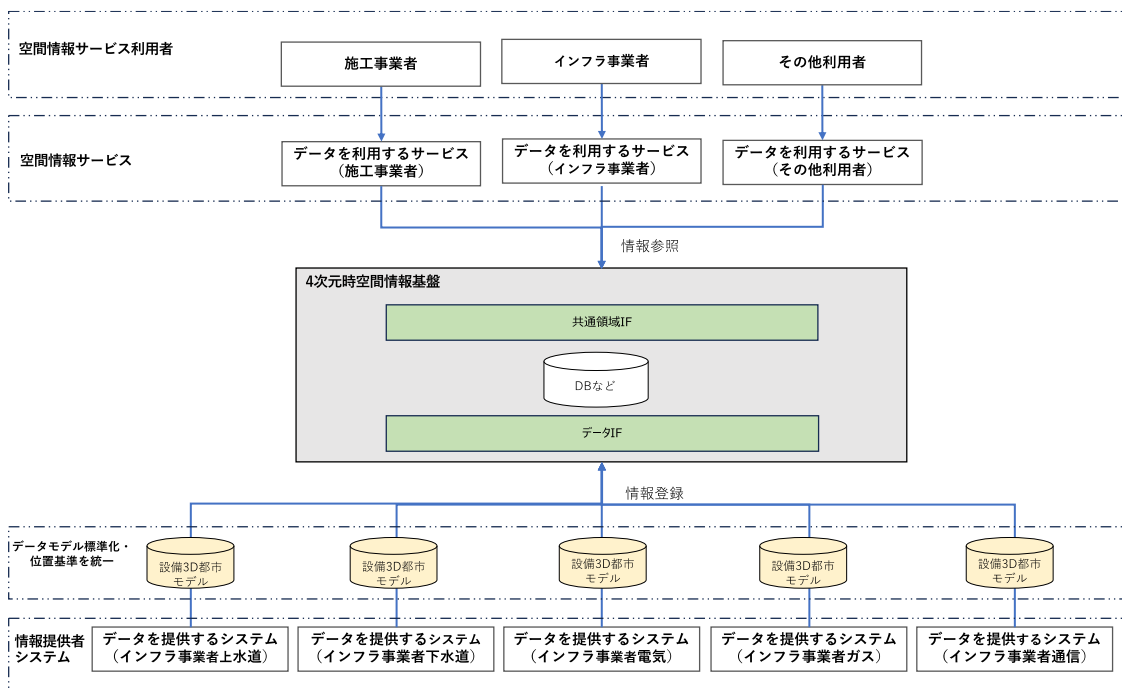 空間情報サービス利用者
施工事業者
インフラ事業者
その他利用者
空間情報サービス
データを利用するサービス
（施工事業者）
データを利用するサービス
（インフラ事業者）
データを利用するサービス
（その他利用者）
情報参照
4次元時空間情報基盤
共通領域IF
DBなど
データIF
情報登録
データモデル標準化・
位置基準を統一
設備3D都市
モデル
設備3D都市
モデル
設備3D都市
モデル
設備3D都市
モデル
設備3D都市
モデル
情報提供者
システム
データを提供するシステム
（インフラ事業者上水道）
データを提供するシステム
（インフラ事業者下水道）
データを提供するシステム
（インフラ事業者電気）
データを提供するシステム
（インフラ事業者ガス）
データを提供するシステム
（インフラ事業者通信）